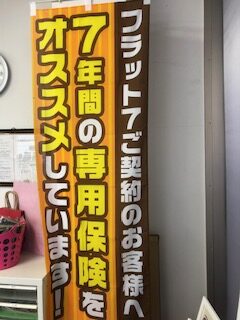 フラット7ご契約のお客様へ
7年間の専用保険を
オススメしています!